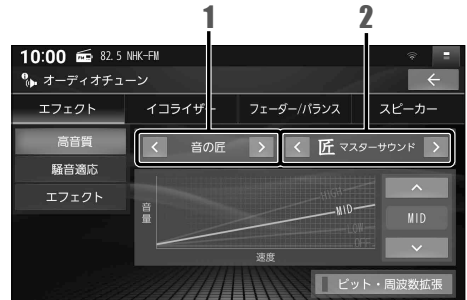 1 2
10:00 FM 82.5 NHK-FM
オーディオチューン
エフェクト イコライザー フェーダー/バランス スピーカー
高音質 音の匠 匠 マスターサウンド
騒音適応
エフェクト
音量
HIGH
MID
LOW
OFF
速度
MID
ビット・周波数拡張